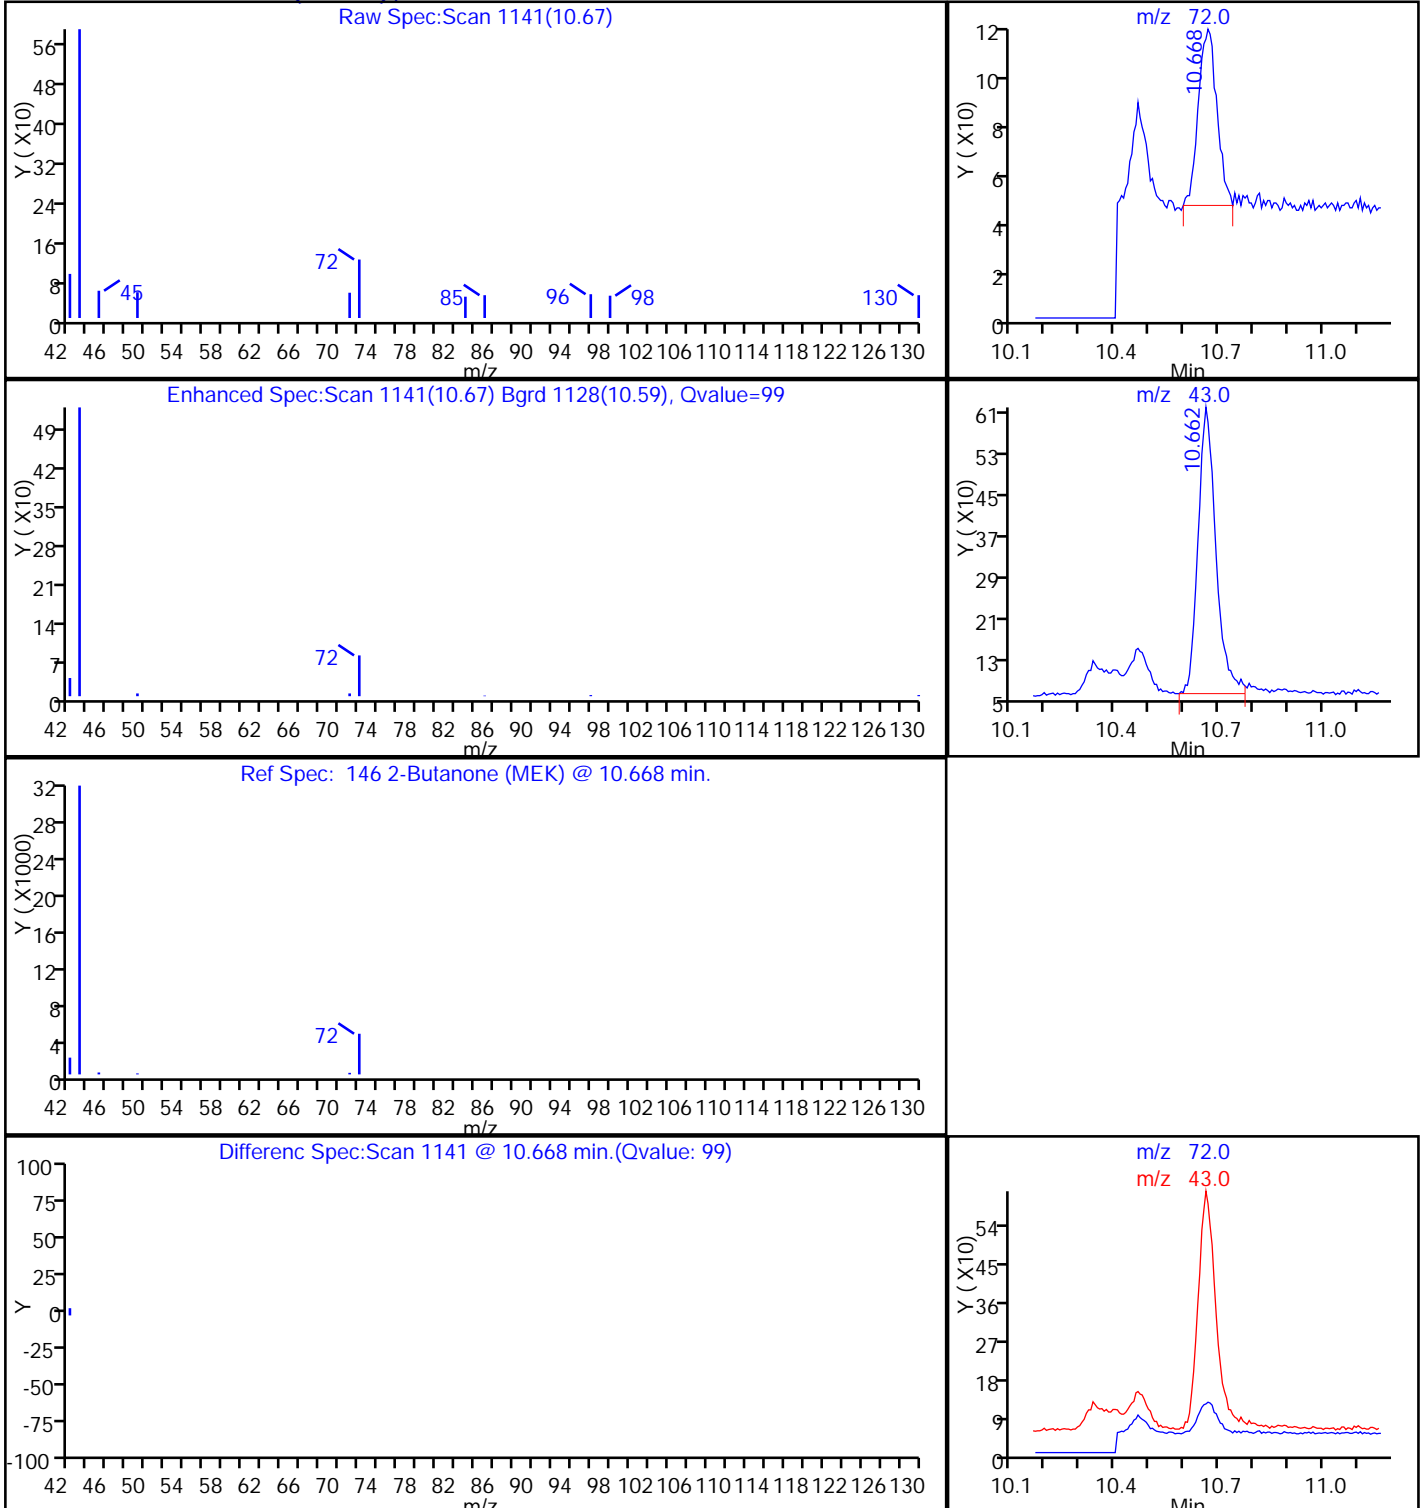 Raw Spec:Scan 1141(10.67)
Y ( X10)
56
48
40
32
24
16
8
0
72
45
85
96
98
130
42 46 50 54 58 62 66 70 74 78 82 86 90 94 98 102 106 110 114 118 122 126 130
m/z
m/z 72.0
Y ( X10)
12
10
8
6
4
2
0
10.668
10.1 10.4 10.7 11.0
Min
Enhanced Spec:Scan 1141(10.67) Bgrd 1128(10.59), Qvalue=99
Y ( X10)
49
42
35
28
21
14
7
0
72
42 46 50 54 58 62 66 70 74 78 82 86 90 94 98 102 106 110 114 118 122 126 130
m/z
m/z 43.0
Y ( X10)
61
53
45
37
29
21
13
5
10.662
10.1 10.4 10.7 11.0
Min
Ref Spec: 146 2-Butanone (MEK) @ 10.668 min.
Y ( X1000)
32
28
24
20
16
12
8
4
0
72
42 46 50 54 58 62 66 70 74 78 82 86 90 94 98 102 106 110 114 118 122 126 130
m/z
Differenc Spec:Scan 1141 @ 10.668 min.(Qvalue: 99)
Y
100
75
50
25
0
-25
-50
-75
-100
42 46 50 54 58 62 66 70 74 78 82 86 90 94 98 102 106 110 114 118 122 126 130
m/z
m/z 72.0
m/z 43.0
Y ( X10)
54
45
36
27
18
9
0
10.1 10.4 10.7 11.0
Min